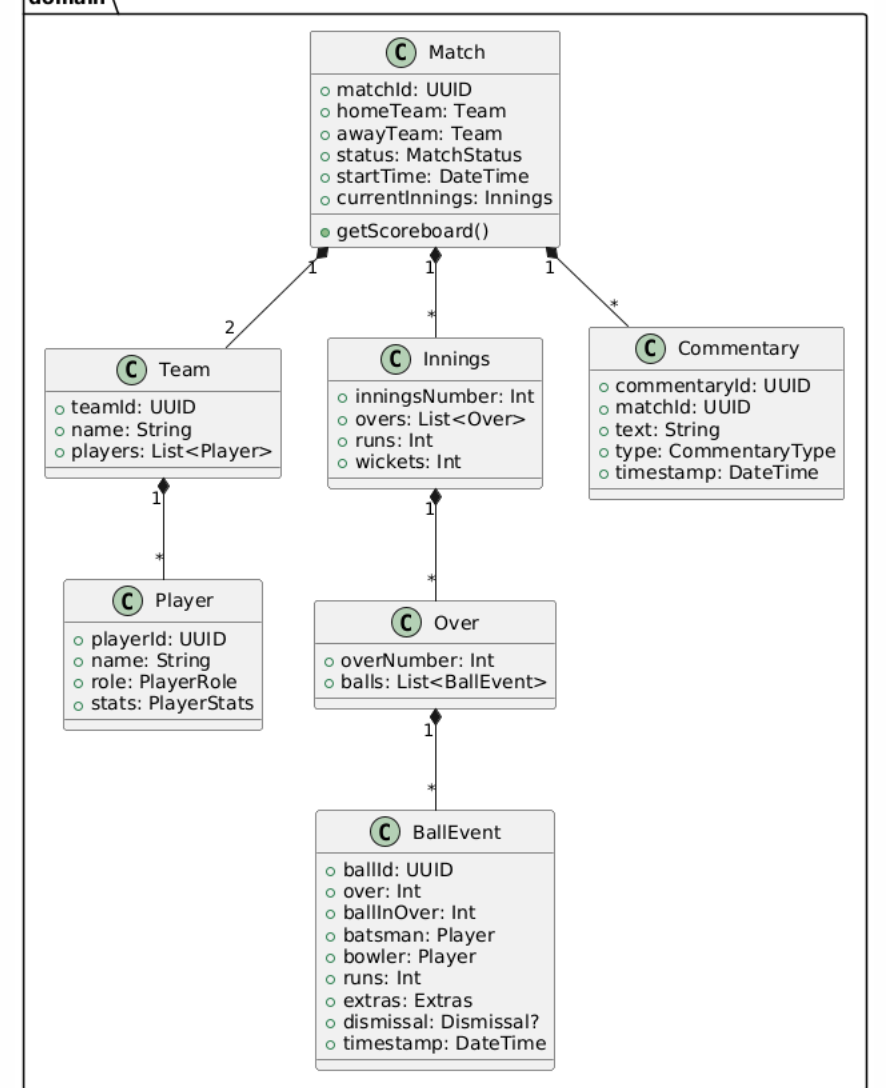 domain
C Match
matchId: UUID
homeTeam: Team
awayTeam: Team
status: MatchStatus
startTime: DateTime
currentInnings: Innings
getScoreboard()
1
1
1
2
*
*
C Team
teamId: UUID
name: String
players: List<Player>
C Innings
inningsNumber: Int
overs: List<Over>
runs: Int
wickets: Int
C Commentary
commentaryId: UUID
matchId: UUID
text: String
type: CommentaryType
timestamp: DateTime
1
*
1
*
C Player
playerId: UUID
name: String
role: PlayerRole
stats: PlayerStats
C Over
overNumber: Int
balls: List<BallEvent>
1
*
C BallEvent
ballId: UUID
over: Int
ballInOver: Int
batsman: Player
bowler: Player
runs: Int
extras: Extras
dismissal: Dismissal?
timestamp: DateTime